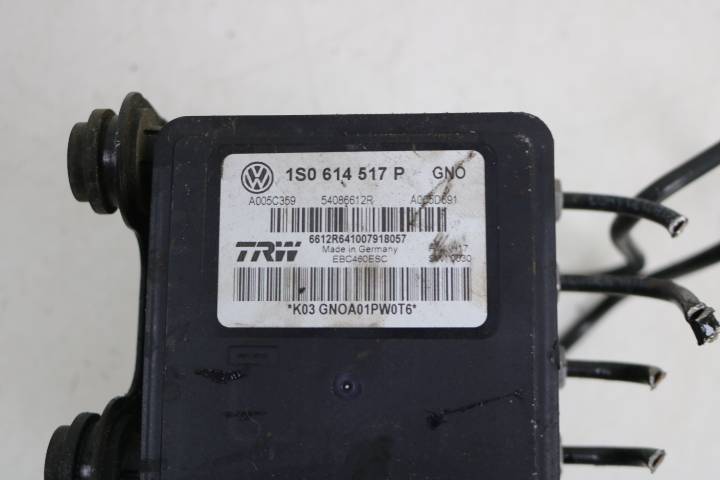 1S0 614 517 P GNO
A005C359 54086612R
6612R641007918057
TRW Made in Germany
EBC460ESC
*K03 GNOA01PW0T6*